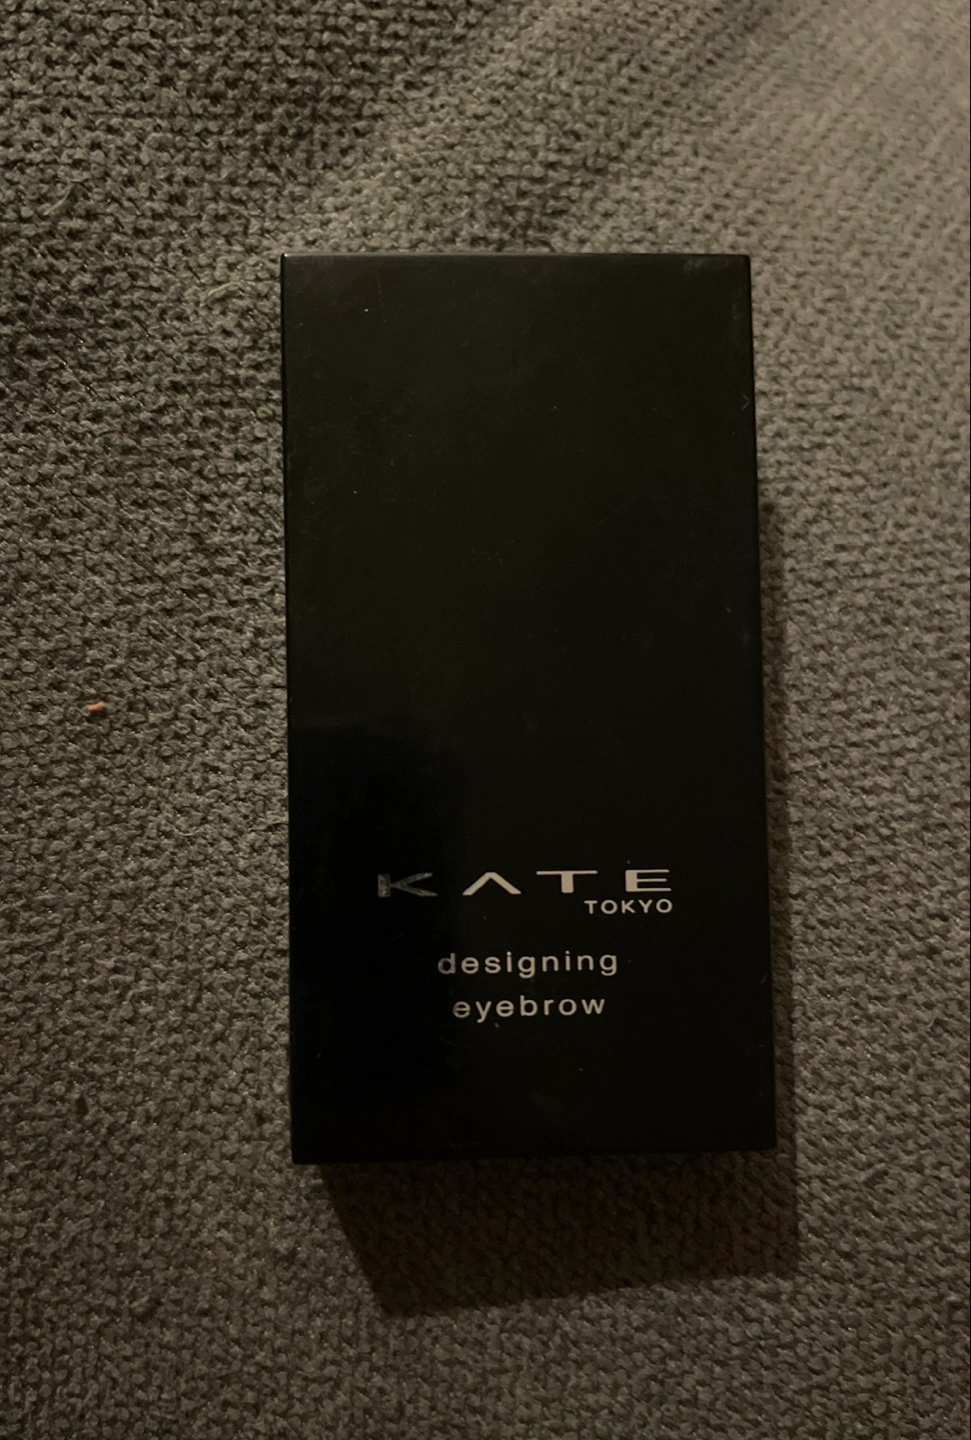 KATE
TOKYO
designing
eyebrow